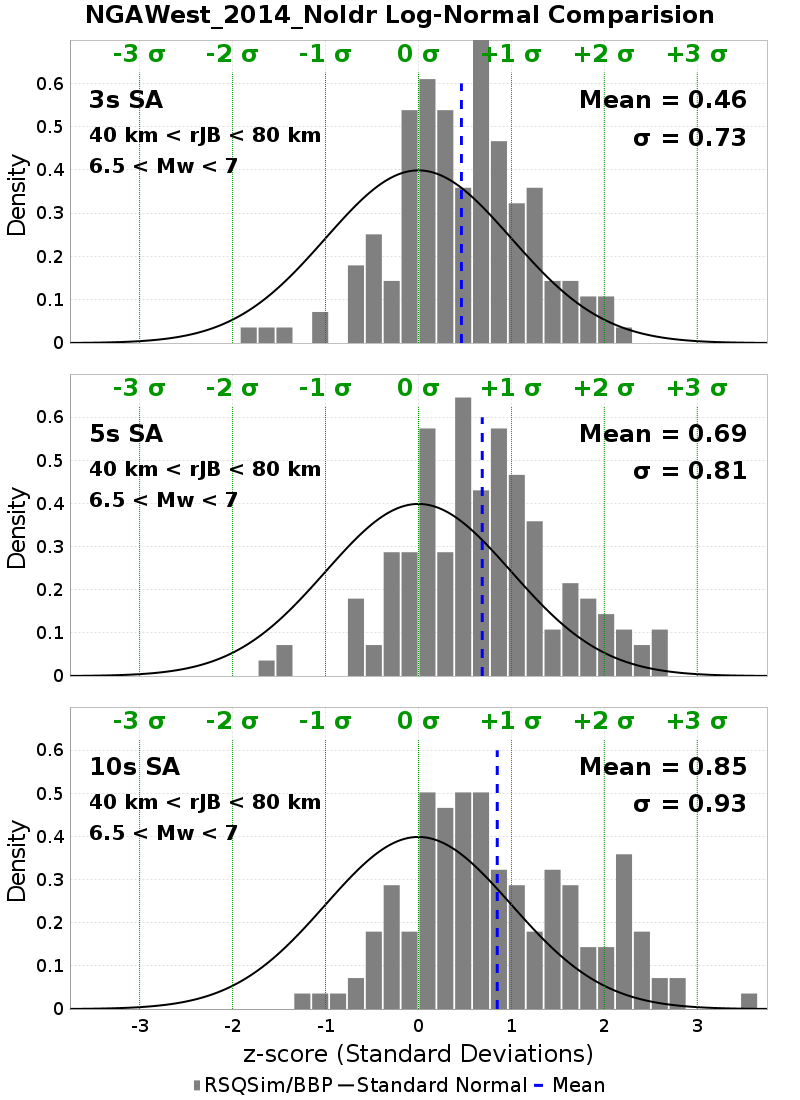 NGAWest_2014_NoIdr Log-Normal Comparision
-3 σ -2 σ -1 σ 0 σ +1 σ +2 σ +3 σ
3s SA
40 km < rJB < 80 km
6.5 < Mw < 7
Mean = 0.46
σ = 0.73
0.6
0.5
0.4
0.3
0.2
0.1
0
Density
-3 σ -2 σ -1 σ 0 σ +1 σ +2 σ +3 σ
5s SA
40 km < rJB < 80 km
6.5 < Mw < 7
Mean = 0.69
σ = 0.81
0.6
0.5
0.4
0.3
0.2
0.1
0
Density
-3 σ -2 σ -1 σ 0 σ +1 σ +2 σ +3 σ
10s SA
40 km < rJB < 80 km
6.5 < Mw < 7
Mean = 0.85
σ = 0.93
0.6
0.5
0.4
0.3
0.2
0.1
0
Density
-3 -2 -1 0 1 2 3
z-score (Standard Deviations)
RSQSim/BBP Standard Normal Mean